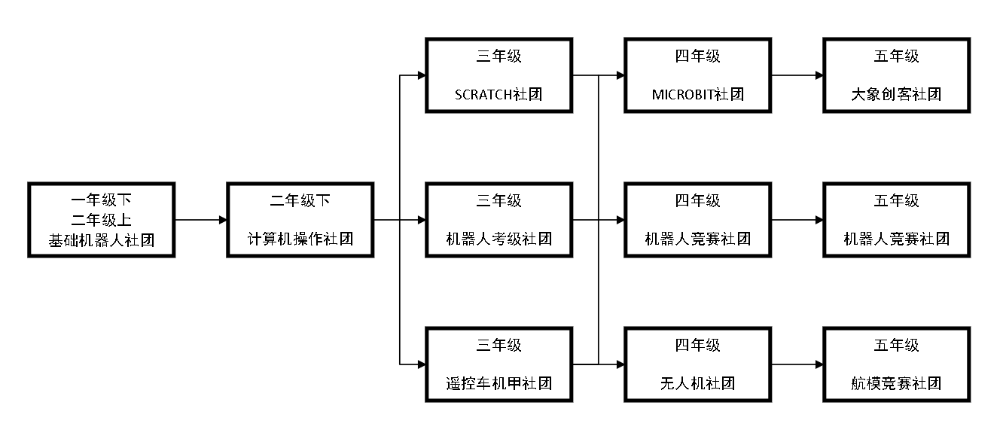 一年级下
二年级上
基础机器人社团
二年级下
计算机操作社团
三年级
SCRATCH社团
三年级
机器人考级社团
三年级
遥控车机甲社团
四年级
MICROBIT社团
四年级
机器人竞赛社团
四年级
无人机社团
五年级
大象创客社团
五年级
机器人竞赛社团
五年级
航模竞赛社团